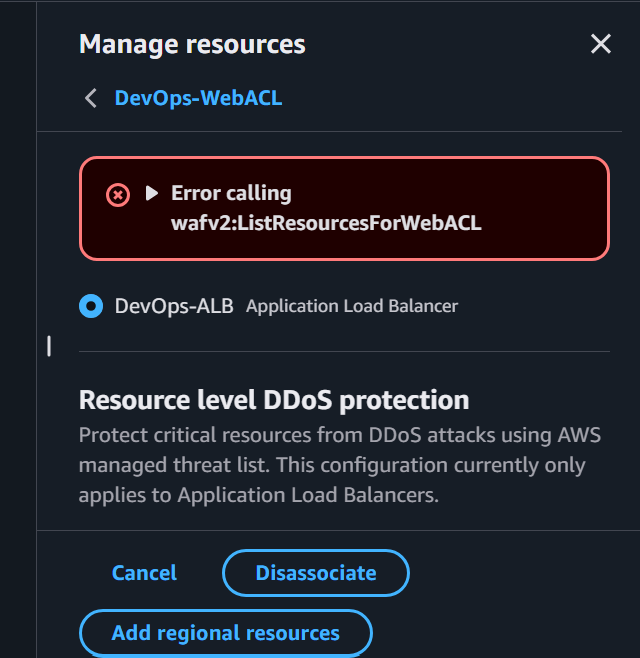 Manage resources
DevOps-WebACL
Error calling
wafv2:ListResourcesForWebACL
DevOps-ALB Application Load Balancer
Resource level DDoS protection
Protect critical resources from DDoS attacks using AWS
managed threat list. This configuration currently only
applies to Application Load Balancers.
Cancel Disassociate
Add regional resources